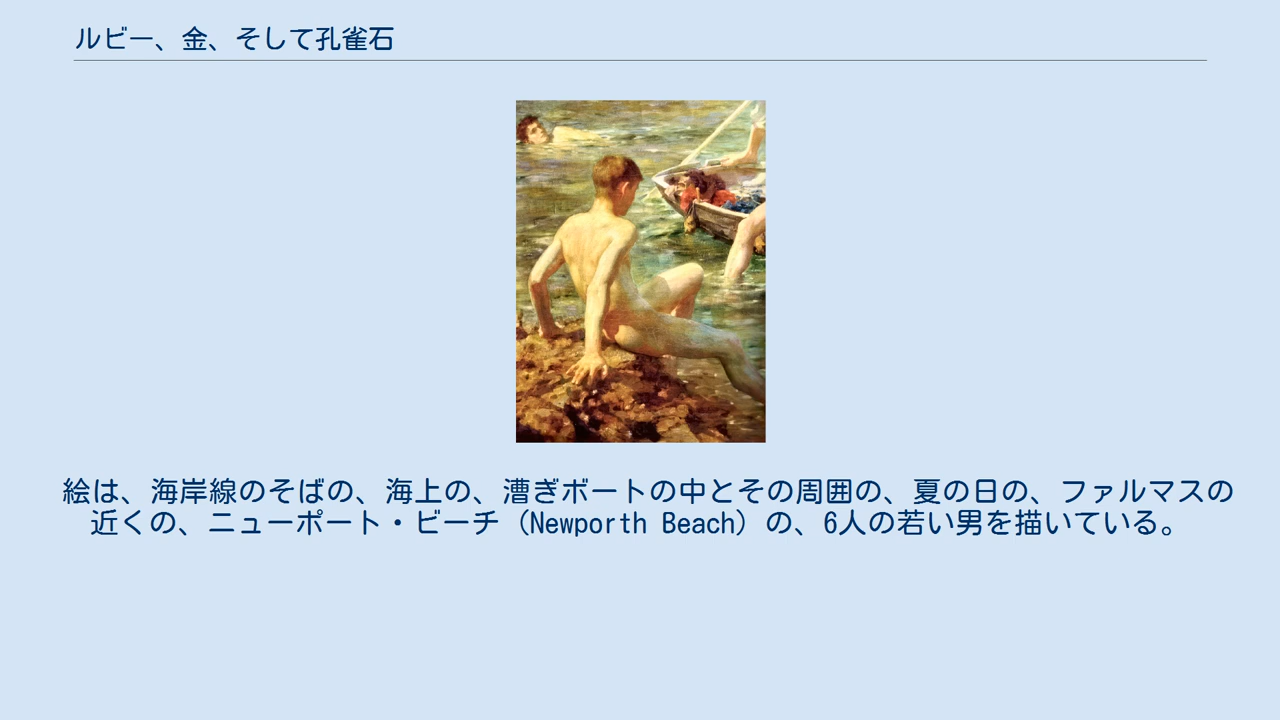 ルビー、金、そして孔雀石
絵は、海岸線のそばの、海上の、漕ぎボートの中とその周囲の、夏の日の、ファルマスの
近くの、ニューポート・ビーチ（Newporth Beach）の、6人の若い男を描いている。